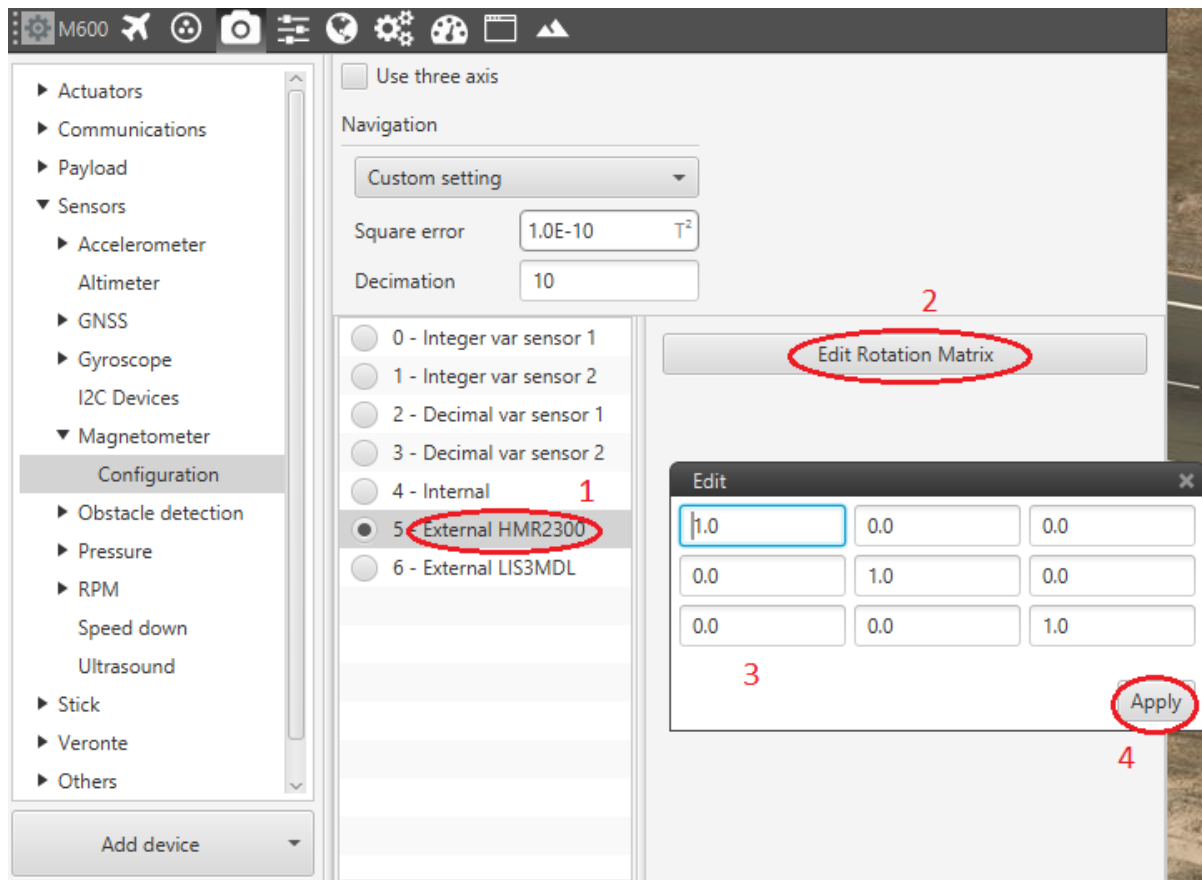 M600
Actuators
Communications
Payload
Sensors
Accelerometer
Altimeter
GNSS
Gyroscope
I2C Devices
Magnetometer
Configuration
Obstacle detection
Pressure
RPM
Speed down
Ultrasound
Stick
Veronte
Others
Add device
Use three axis
Navigation
Custom setting
Square error 1.0E-10 T²
Decimation 10
0 - Integer var sensor 1
1 - Integer var sensor 2
2 - Decimal var sensor 1
3 - Decimal var sensor 2
4 - Internal 1
5 - External HMR2300
6 - External LIS3MDL
2
Edit Rotation Matrix
Edit
1.0 0.0 0.0
0.0 1.0 0.0
0.0 0.0 1.0
3
Apply
4